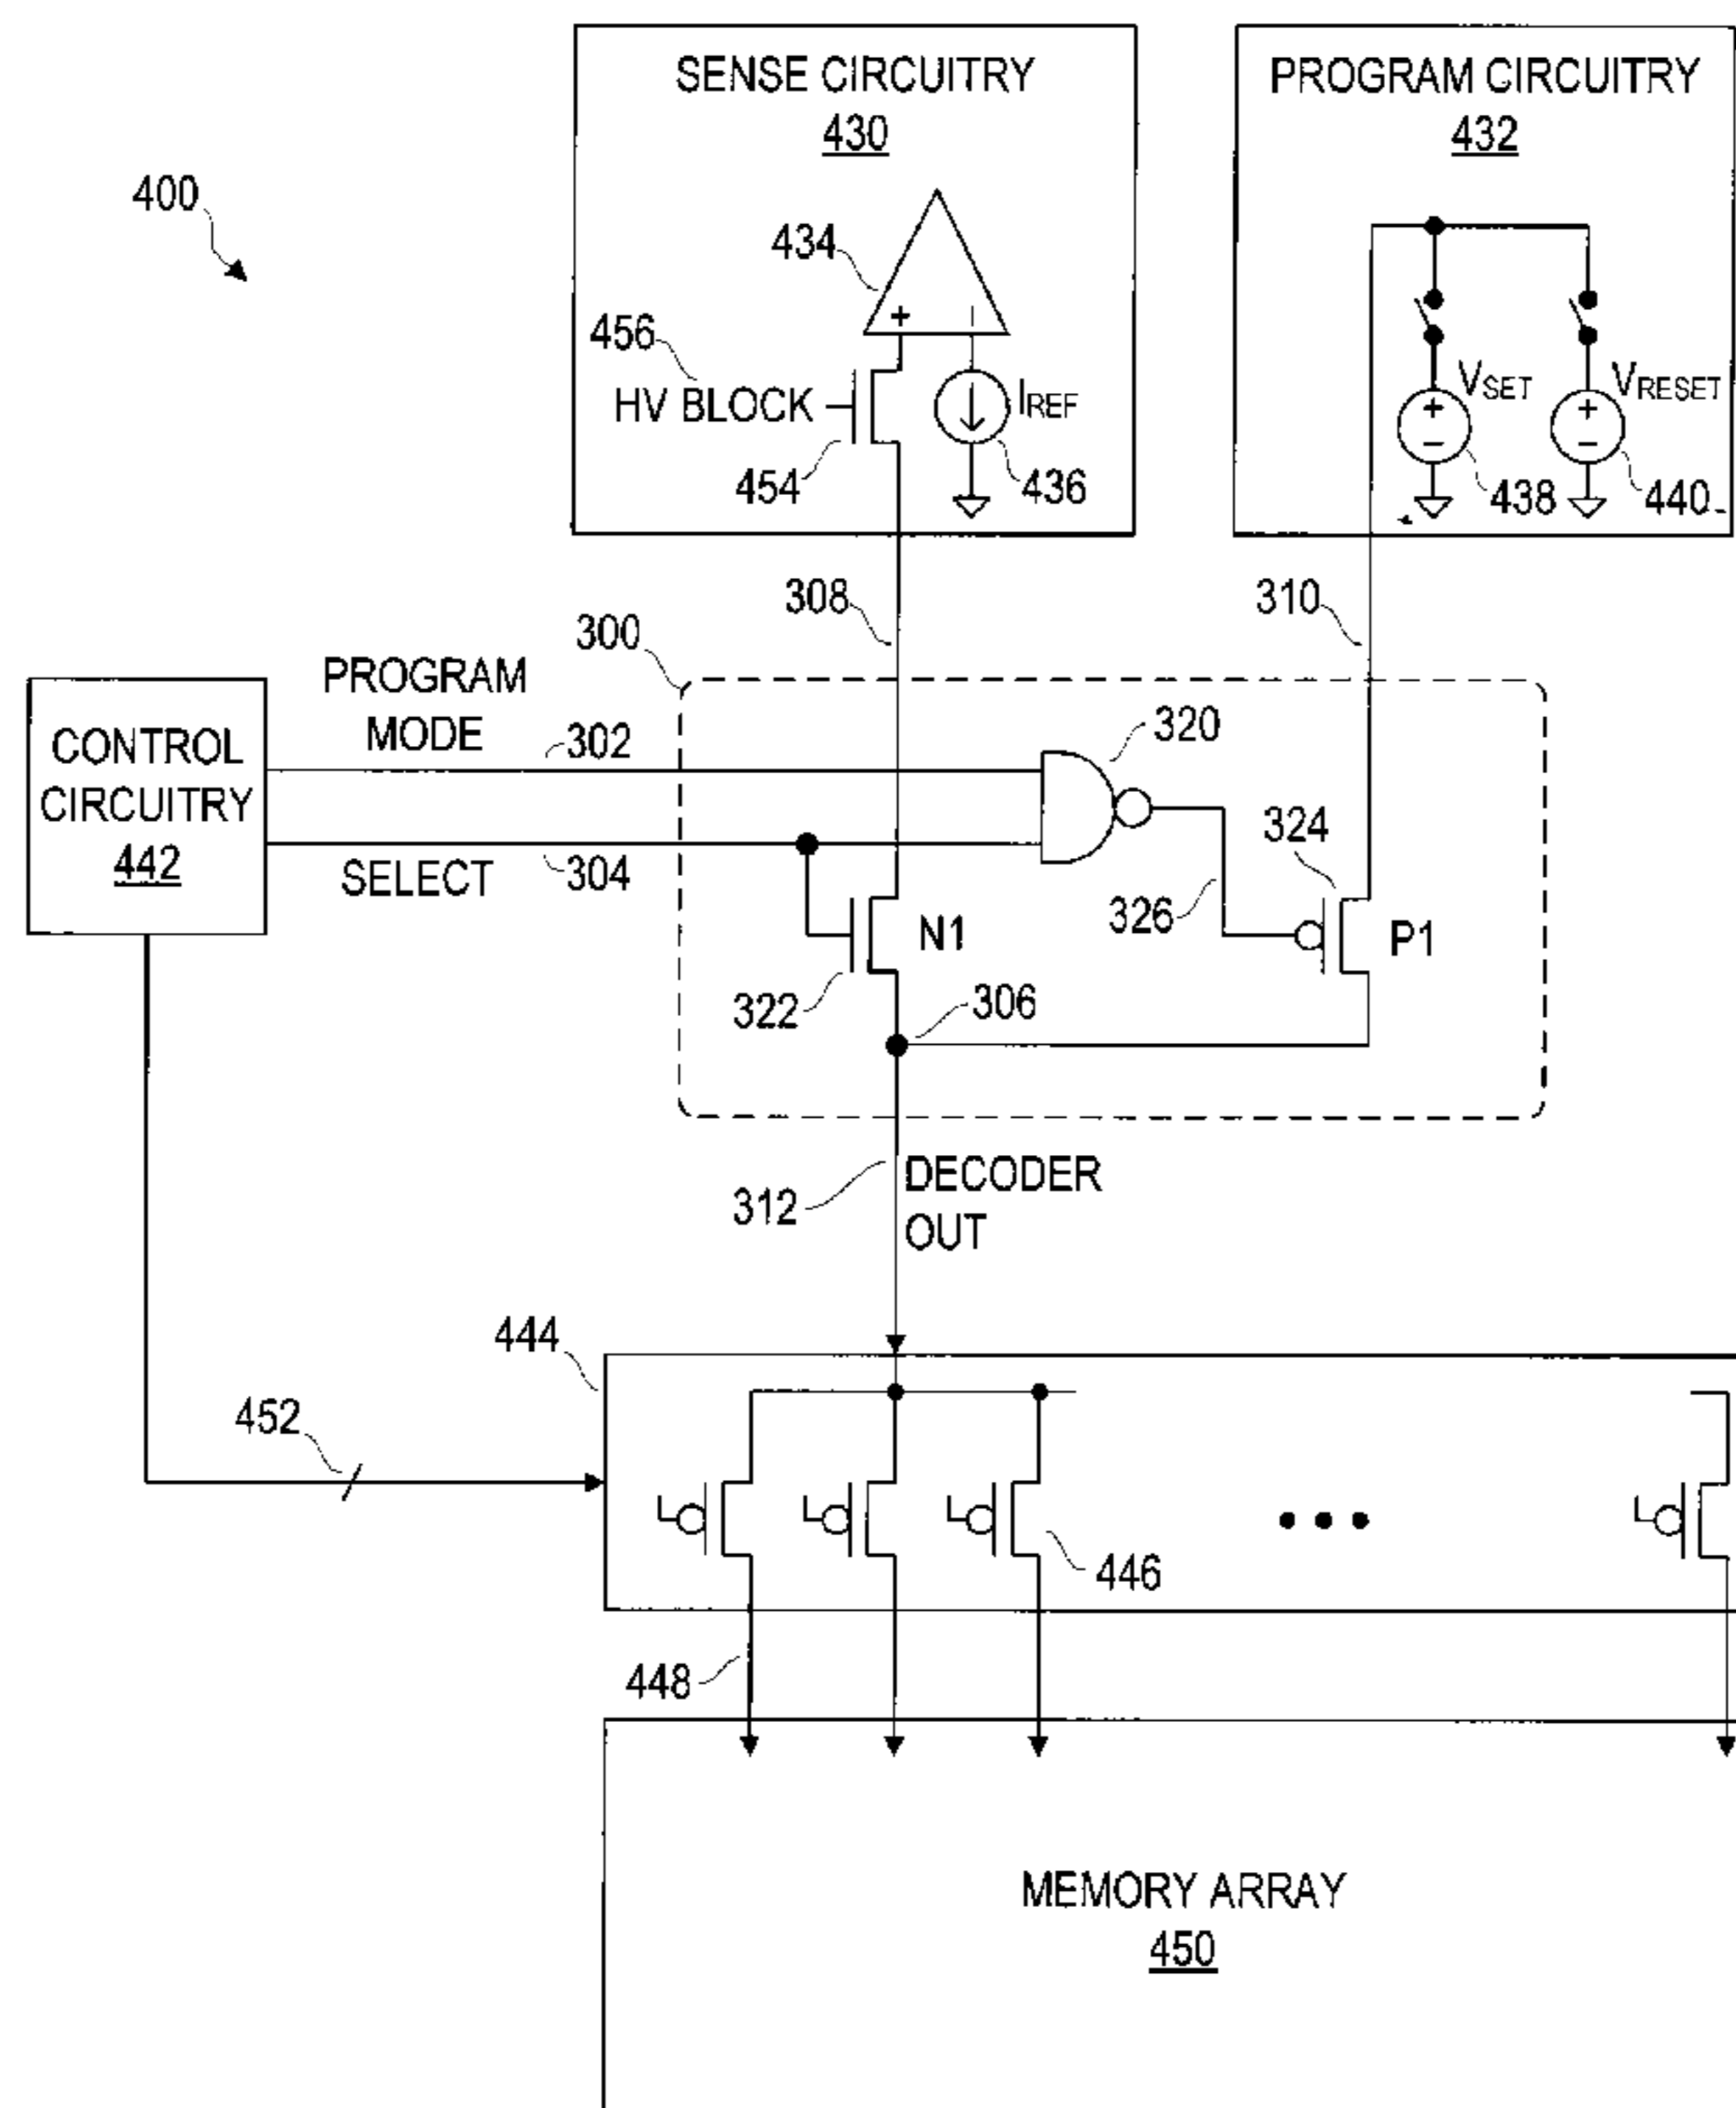 SENSE CIRCUITRY
430
PROGRAM CIRCUITRY
432
400
434
+
456
HV BLOCK
IREF
454
436
VSET
VRESET
+
−
+
−
438
440
308
310
300
PROGRAM
MODE
302
320
CONTROL
CIRCUITRY
442
SELECT
304
324
326
N1
P1
322
306
312
DECODER
OUT
444
452
446
448
MEMORY ARRAY
450